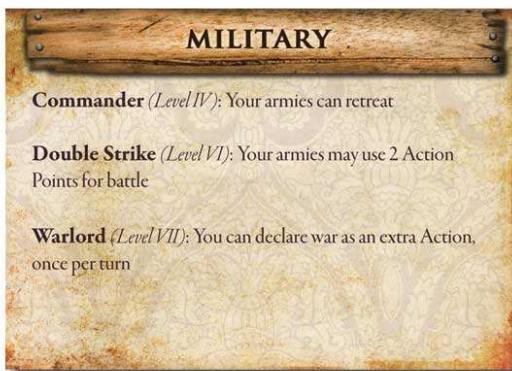 MILITARY
Commander (Level IV): Your armies can retreat
Double Strike (Level VI): Your armies may use 2 Action
Points for battle
Warlord (Level VII): You can declare war as an extra Action,
once per turn